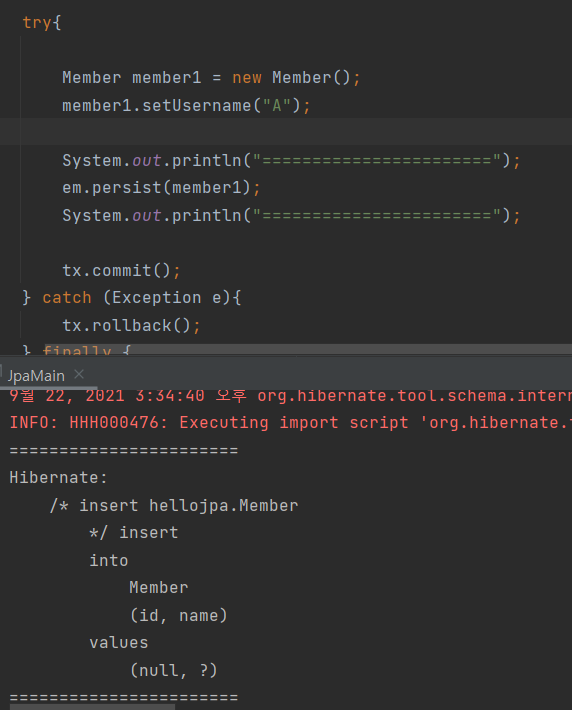 try{
Member member1 = new Member();
member1.setUsername("A");
System.out.println("=======================");
em.persist(member1);
System.out.println("=======================");
tx.commit();
} catch (Exception e){
tx.rollback();
} finally {
JpaMain ×
9월 22, 2021 3:34:40 오후 org.hibernate.tool.schema.intern
INFO: HHH000476: Executing import script 'org.hibernate.t
=======================
Hibernate:
/* insert hellojpa.Member
*/ insert
into
Member
(id, name)
values
(null, ?)
=======================